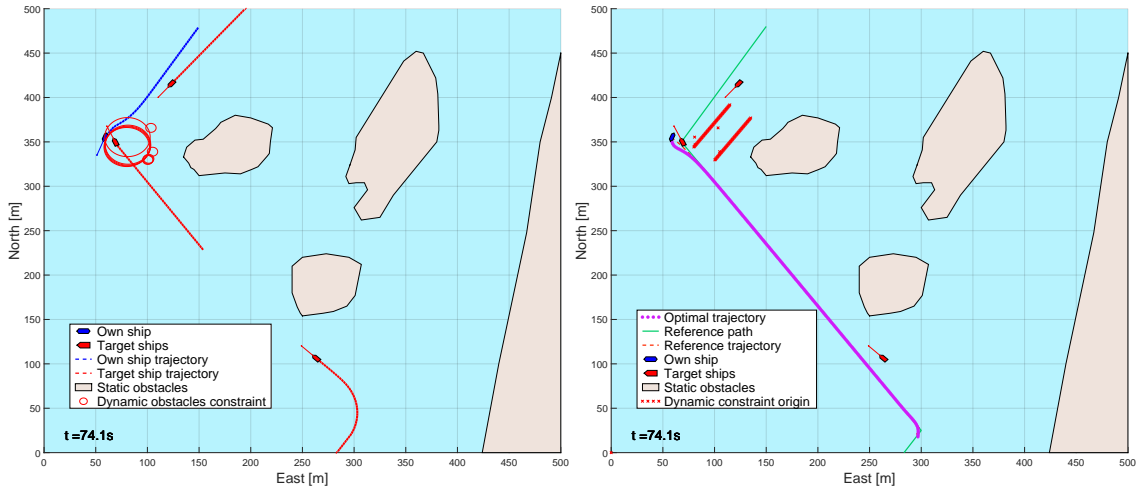 500
450
400
350
300
250
200
150
100
50
0
North [m]
Own ship
Target ships
Own ship trajectory
Target ship trajectory
Static obstacles
Dynamic obstacles constraint
t =74.1s
0 50 100 150 200 250 300 350 400 450 500
East [m]
500
450
400
350
300
250
200
150
100
50
0
North [m]
Optimal trajectory
Reference path
Reference trajectory
Own ship
Target ships
Static obstacles
Dynamic constraint origin
t =74.1s
0 50 100 150 200 250 300 350 400 450 500
East [m]